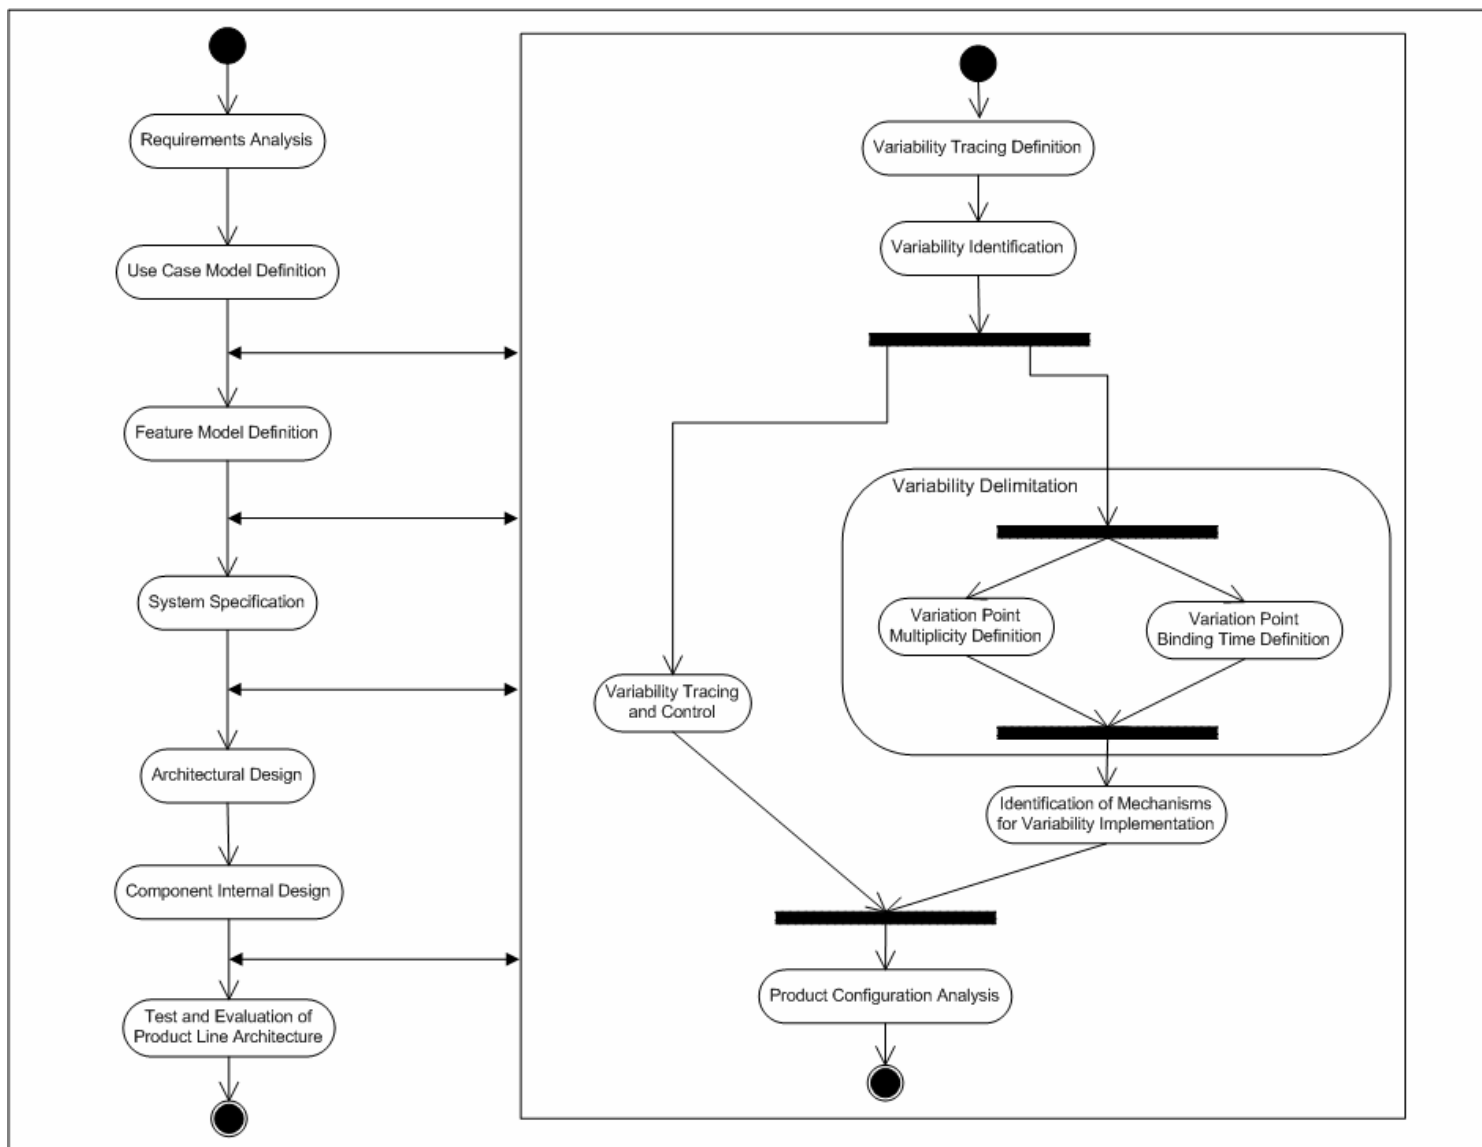 Requirements Analysis
Use Case Model Definition
Feature Model Definition
System Specification
Architectural Design
Component Internal Design
Test and Evaluation of
Product Line Architecture
Variability Tracing Definition
Variability Identification
Variability Delimitation
Variation Point
Multiplicity Definition
Variation Point
Binding Time Definition
Variability Tracing
and Control
Identification of Mechanisms
for Variability Implementation
Product Configuration Analysis